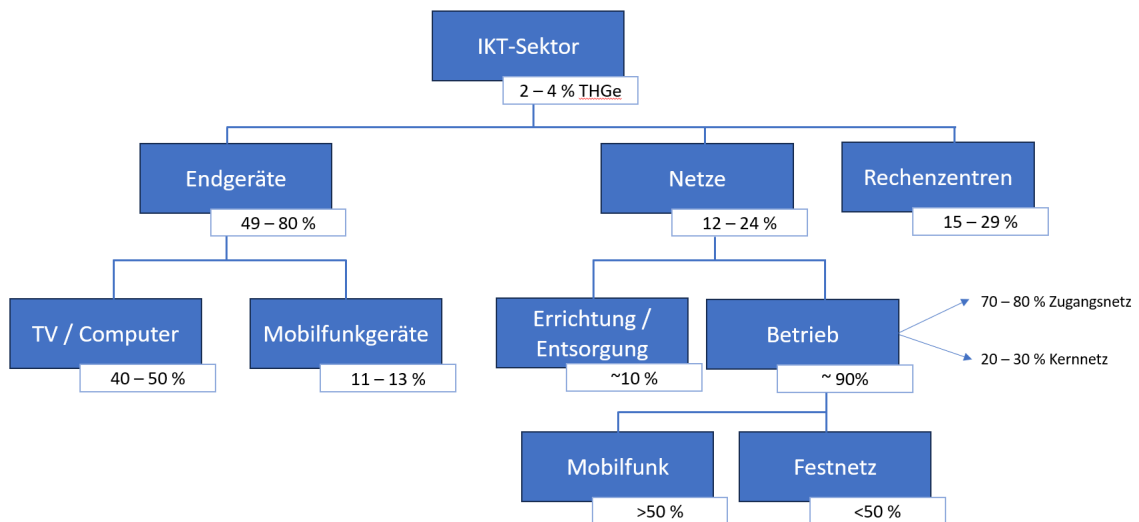 IKT-Sektor
2 – 4 % THGe
Endgeräte
49 – 80 %
Netze
12 – 24 %
Rechenzentren
15 – 29 %
TV / Computer
40 – 50 %
Mobilfunkgeräte
11 – 13 %
Errichtung /
Entsorgung
~10 %
Betrieb
~ 90%
70 – 80 % Zugangsnetz
20 – 30 % Kernnetz
Mobilfunk
>50 %
Festnetz
<50 %